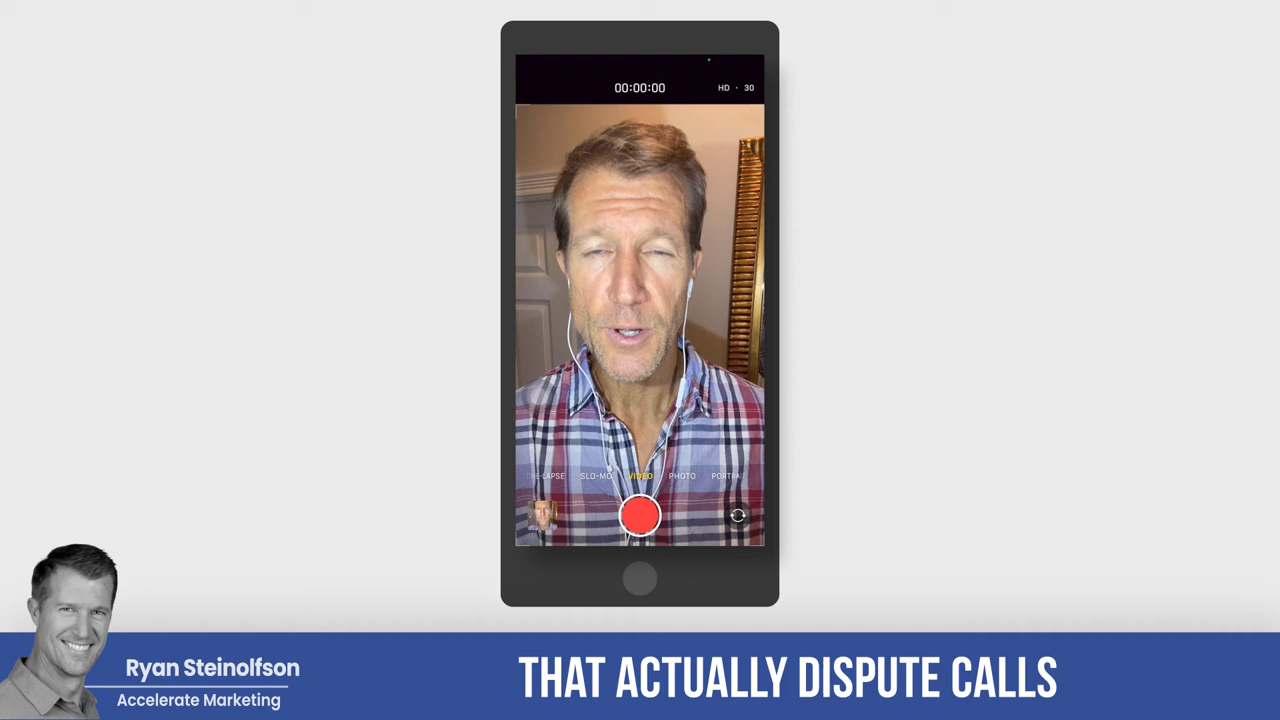 00:00:00
HD · 30
SLO-MO VIDEO PHOTO
Ryan Steinolfson
Accelerate Marketing
THAT ACTUALLY DISPUTE CALLS